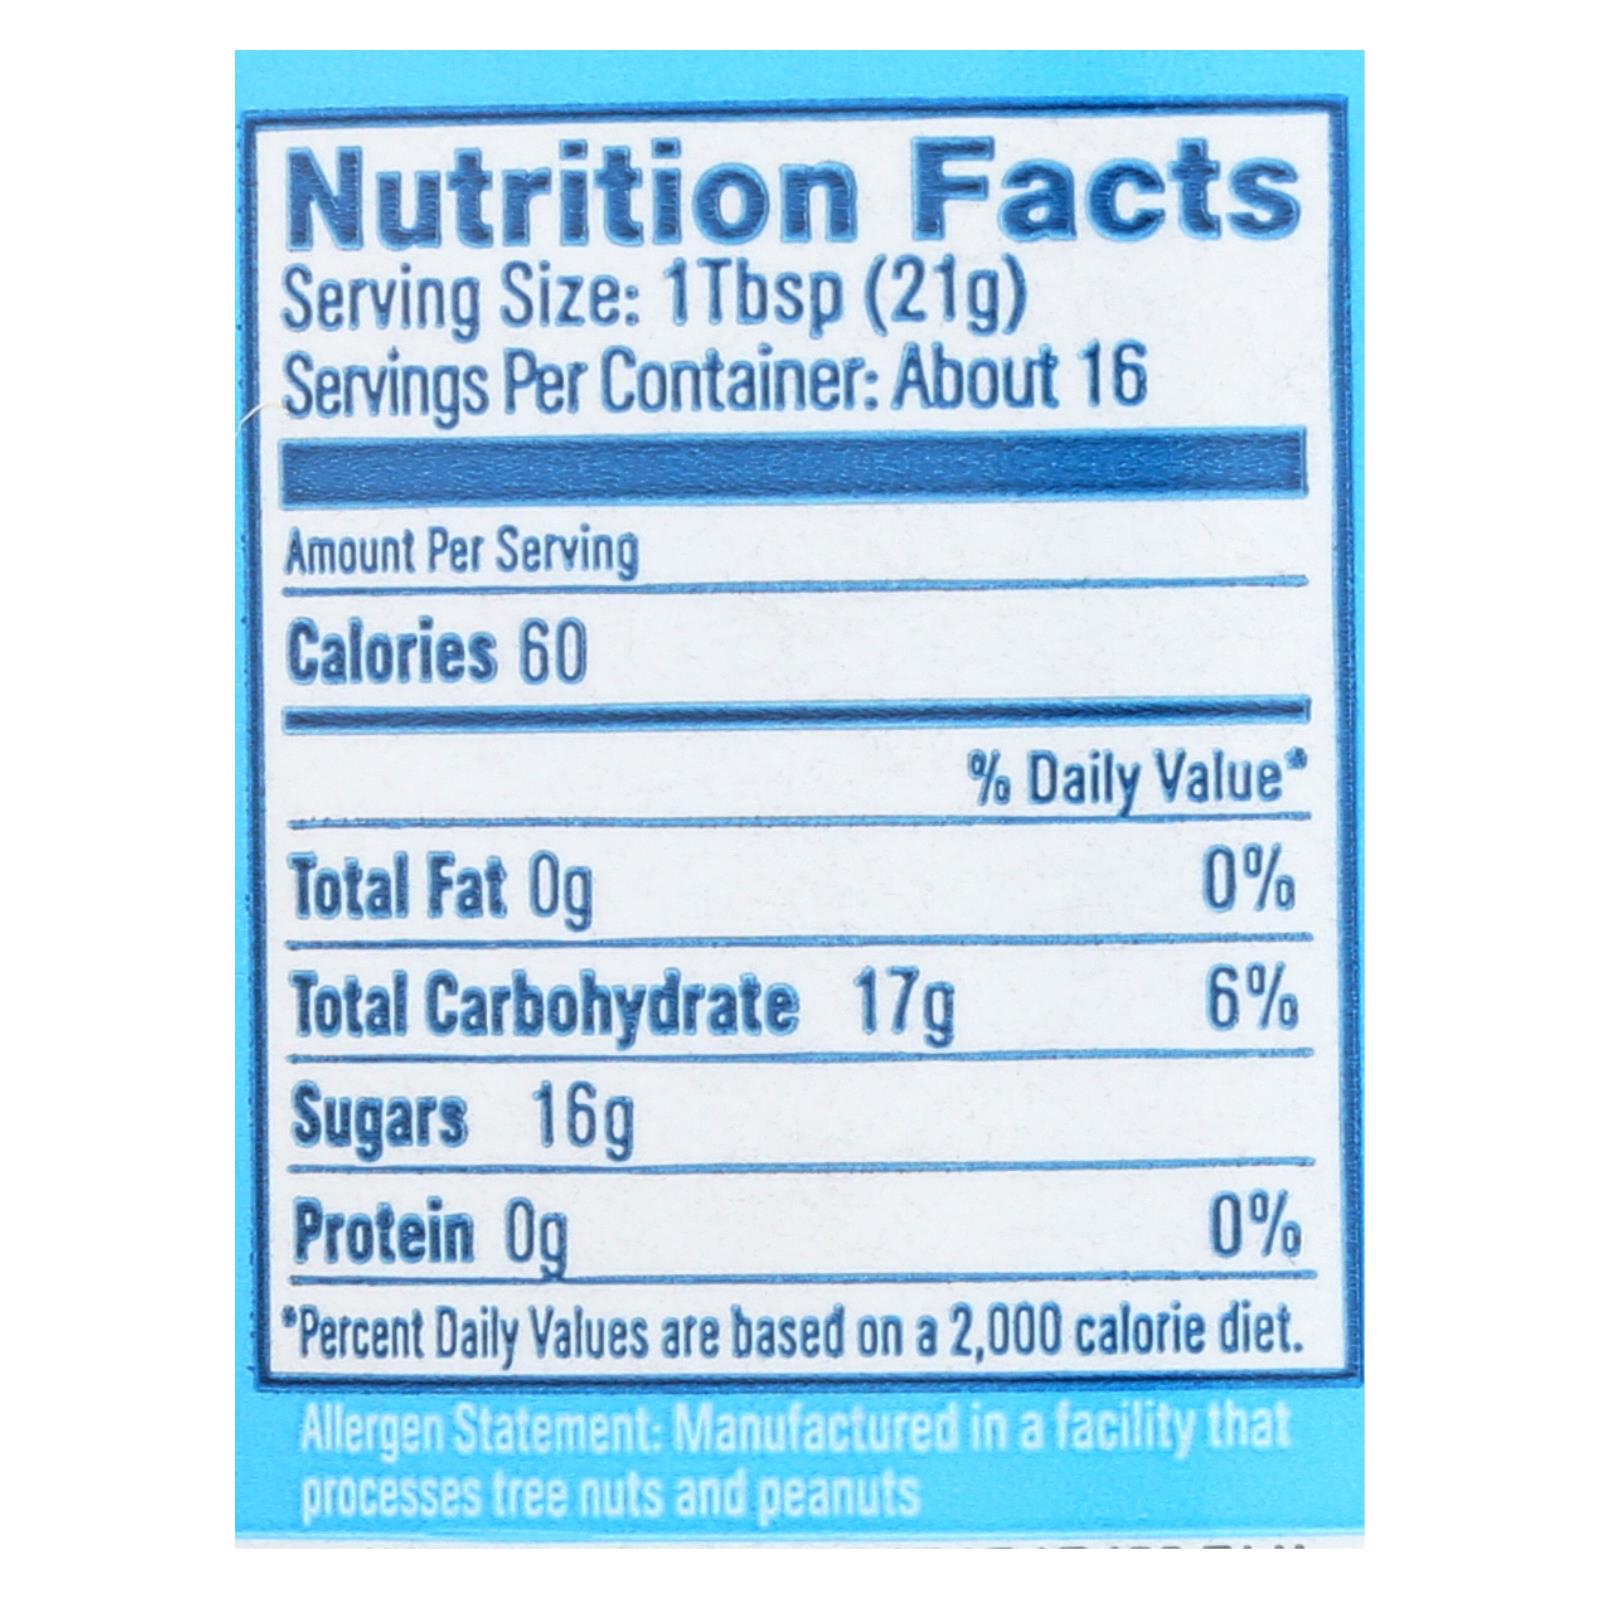 Nutrition Facts
Serving Size: 1Tbsp (21g)
Servings Per Container: About 16
Amount Per Serving
Calories 60
% Daily Value*
Total Fat 0g 0%
Total Carbohydrate 17g 6%
Sugars 16g
Protein 0g 0%
*Percent Daily Values are based on a 2,000 calorie diet.
Allergen Statement: Manufactured in a facility that
processes tree nuts and peanuts